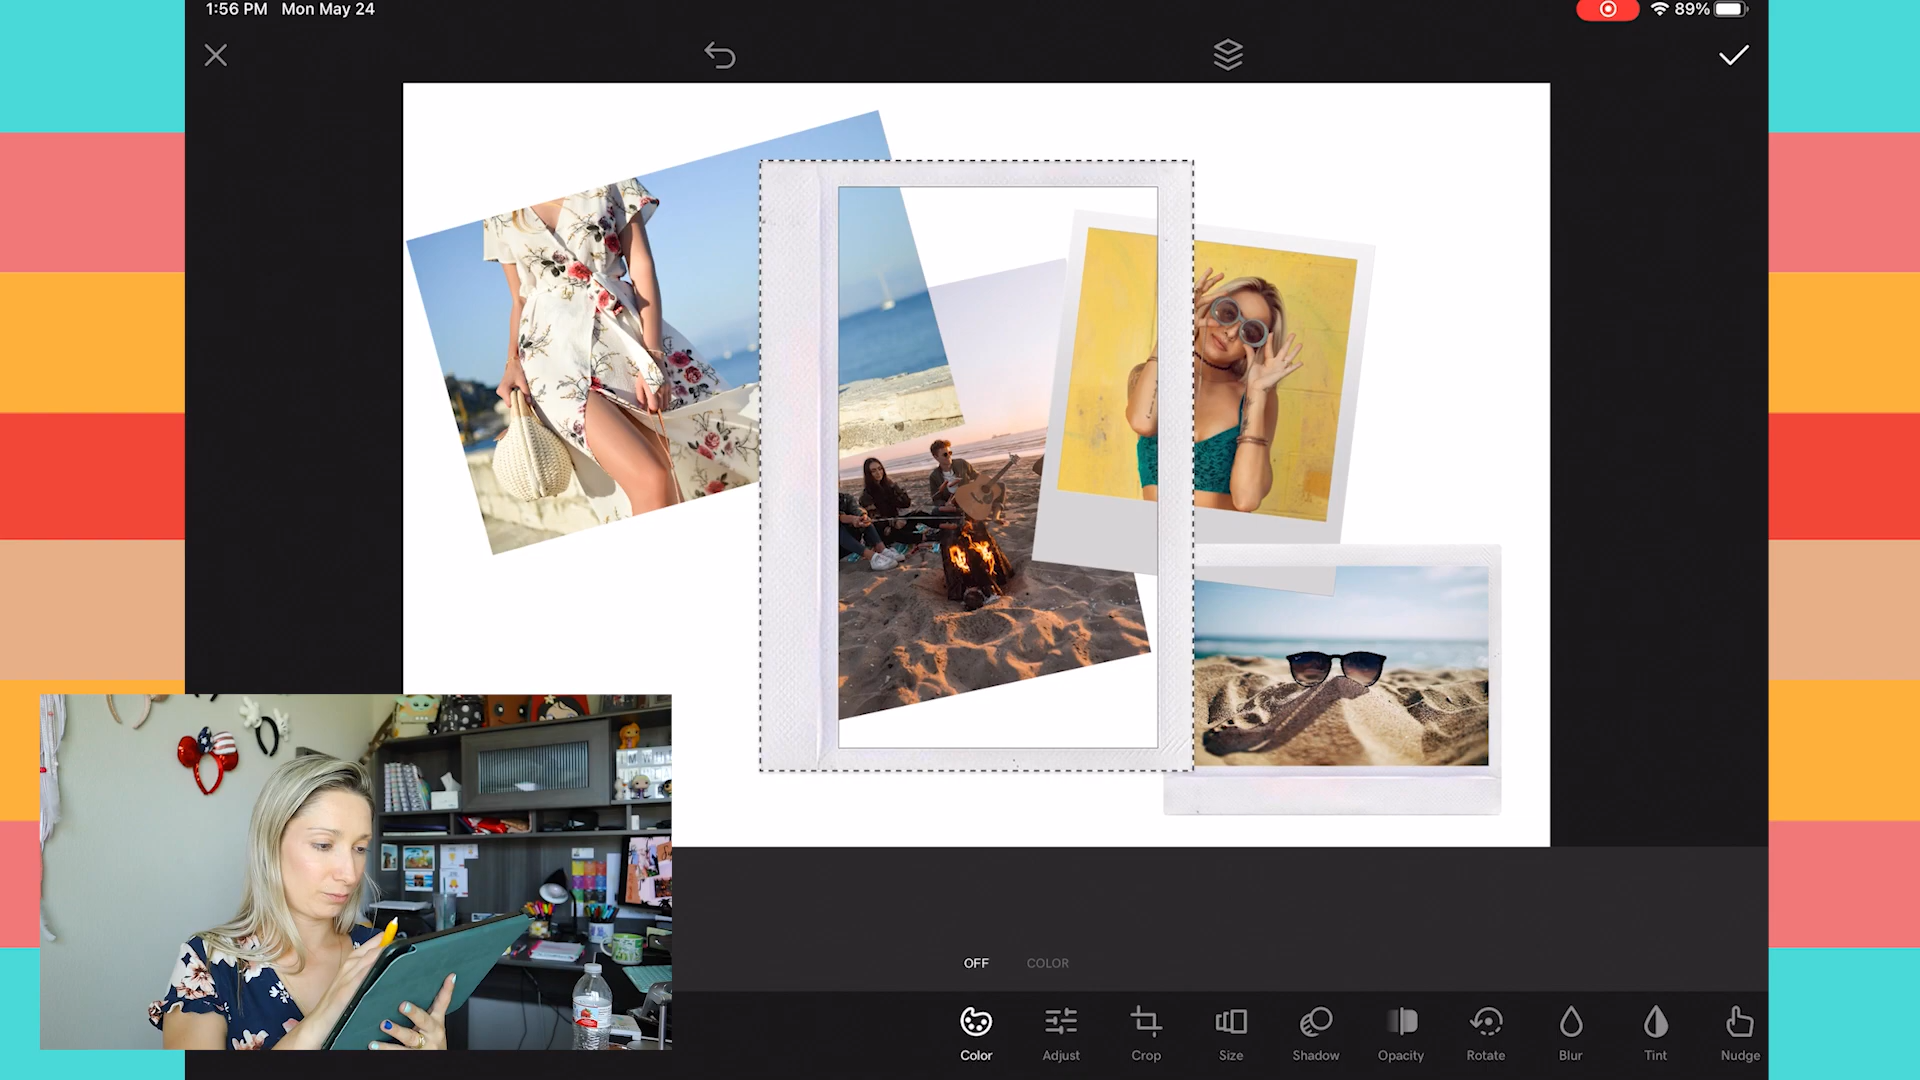 1:56 PM Mon May 24
89%
OFF COLOR
Color Adjust Crop Size Shadow Opacity Rotate Blur Tint Nudge